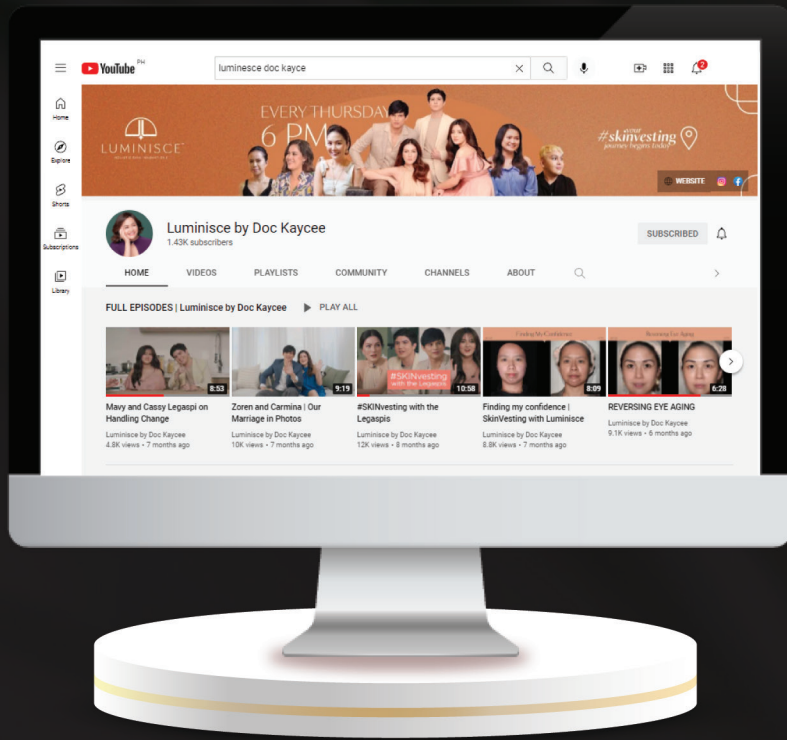 YouTube PH
luminesce doc kayce
2
Home
Explore
Shorts
Subscriptions
Library
LUMINISCE
EVERY THURSDAY
6 PM
#your skinvesting
journey begins today
WEBSITE
Luminisce by Doc Kaycee
1.43K subscribers
SUBSCRIBED
HOME VIDEOS PLAYLISTS COMMUNITY CHANNELS ABOUT
FULL EPISODES | Luminisce by Doc Kaycee PLAY ALL
8:53
Mavy and Cassy Legaspi on
Handling Change
Luminisce by Doc Kaycee
4.8K views • 7 months ago
9:19
Zoren and Carmina | Our
Marriage in Photos
Luminisce by Doc Kaycee
10K views • 7 months ago
#SKINvesting
with the Legaspis
10:58
#SKINvesting with the
Legaspis
Luminisce by Doc Kaycee
12K views • 8 months ago
Finding My Confidence
8:09
Finding my confidence |
SkinVesting with Luminisce
Luminisce by Doc Kaycee
8.8K views • 7 months ago
Reversing Eye Aging
6:28
REVERSING EYE AGING
Luminisce by Doc Kaycee
9.1K views • 6 months ago